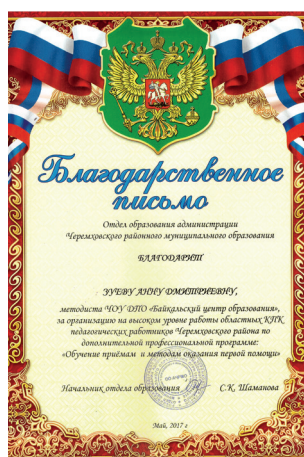 Благодарственное
письмо
Отдел образования администрации
Черемховского районного муниципального образования
БЛАГОДАРИТ
ЗУЕВУ АННУ ДМИТРИЕВНУ,
методиста ЧОУ ДПО «Байкальский центр образования»,
за организацию на высоком уровне работы областных КПК
педагогических работников Черемховского района по
дополнительной профессиональной программе:
«Обучение приёмам и методам оказания первой помощи»
Начальник отдела образования С.К. Шаманова
Май, 2017 г